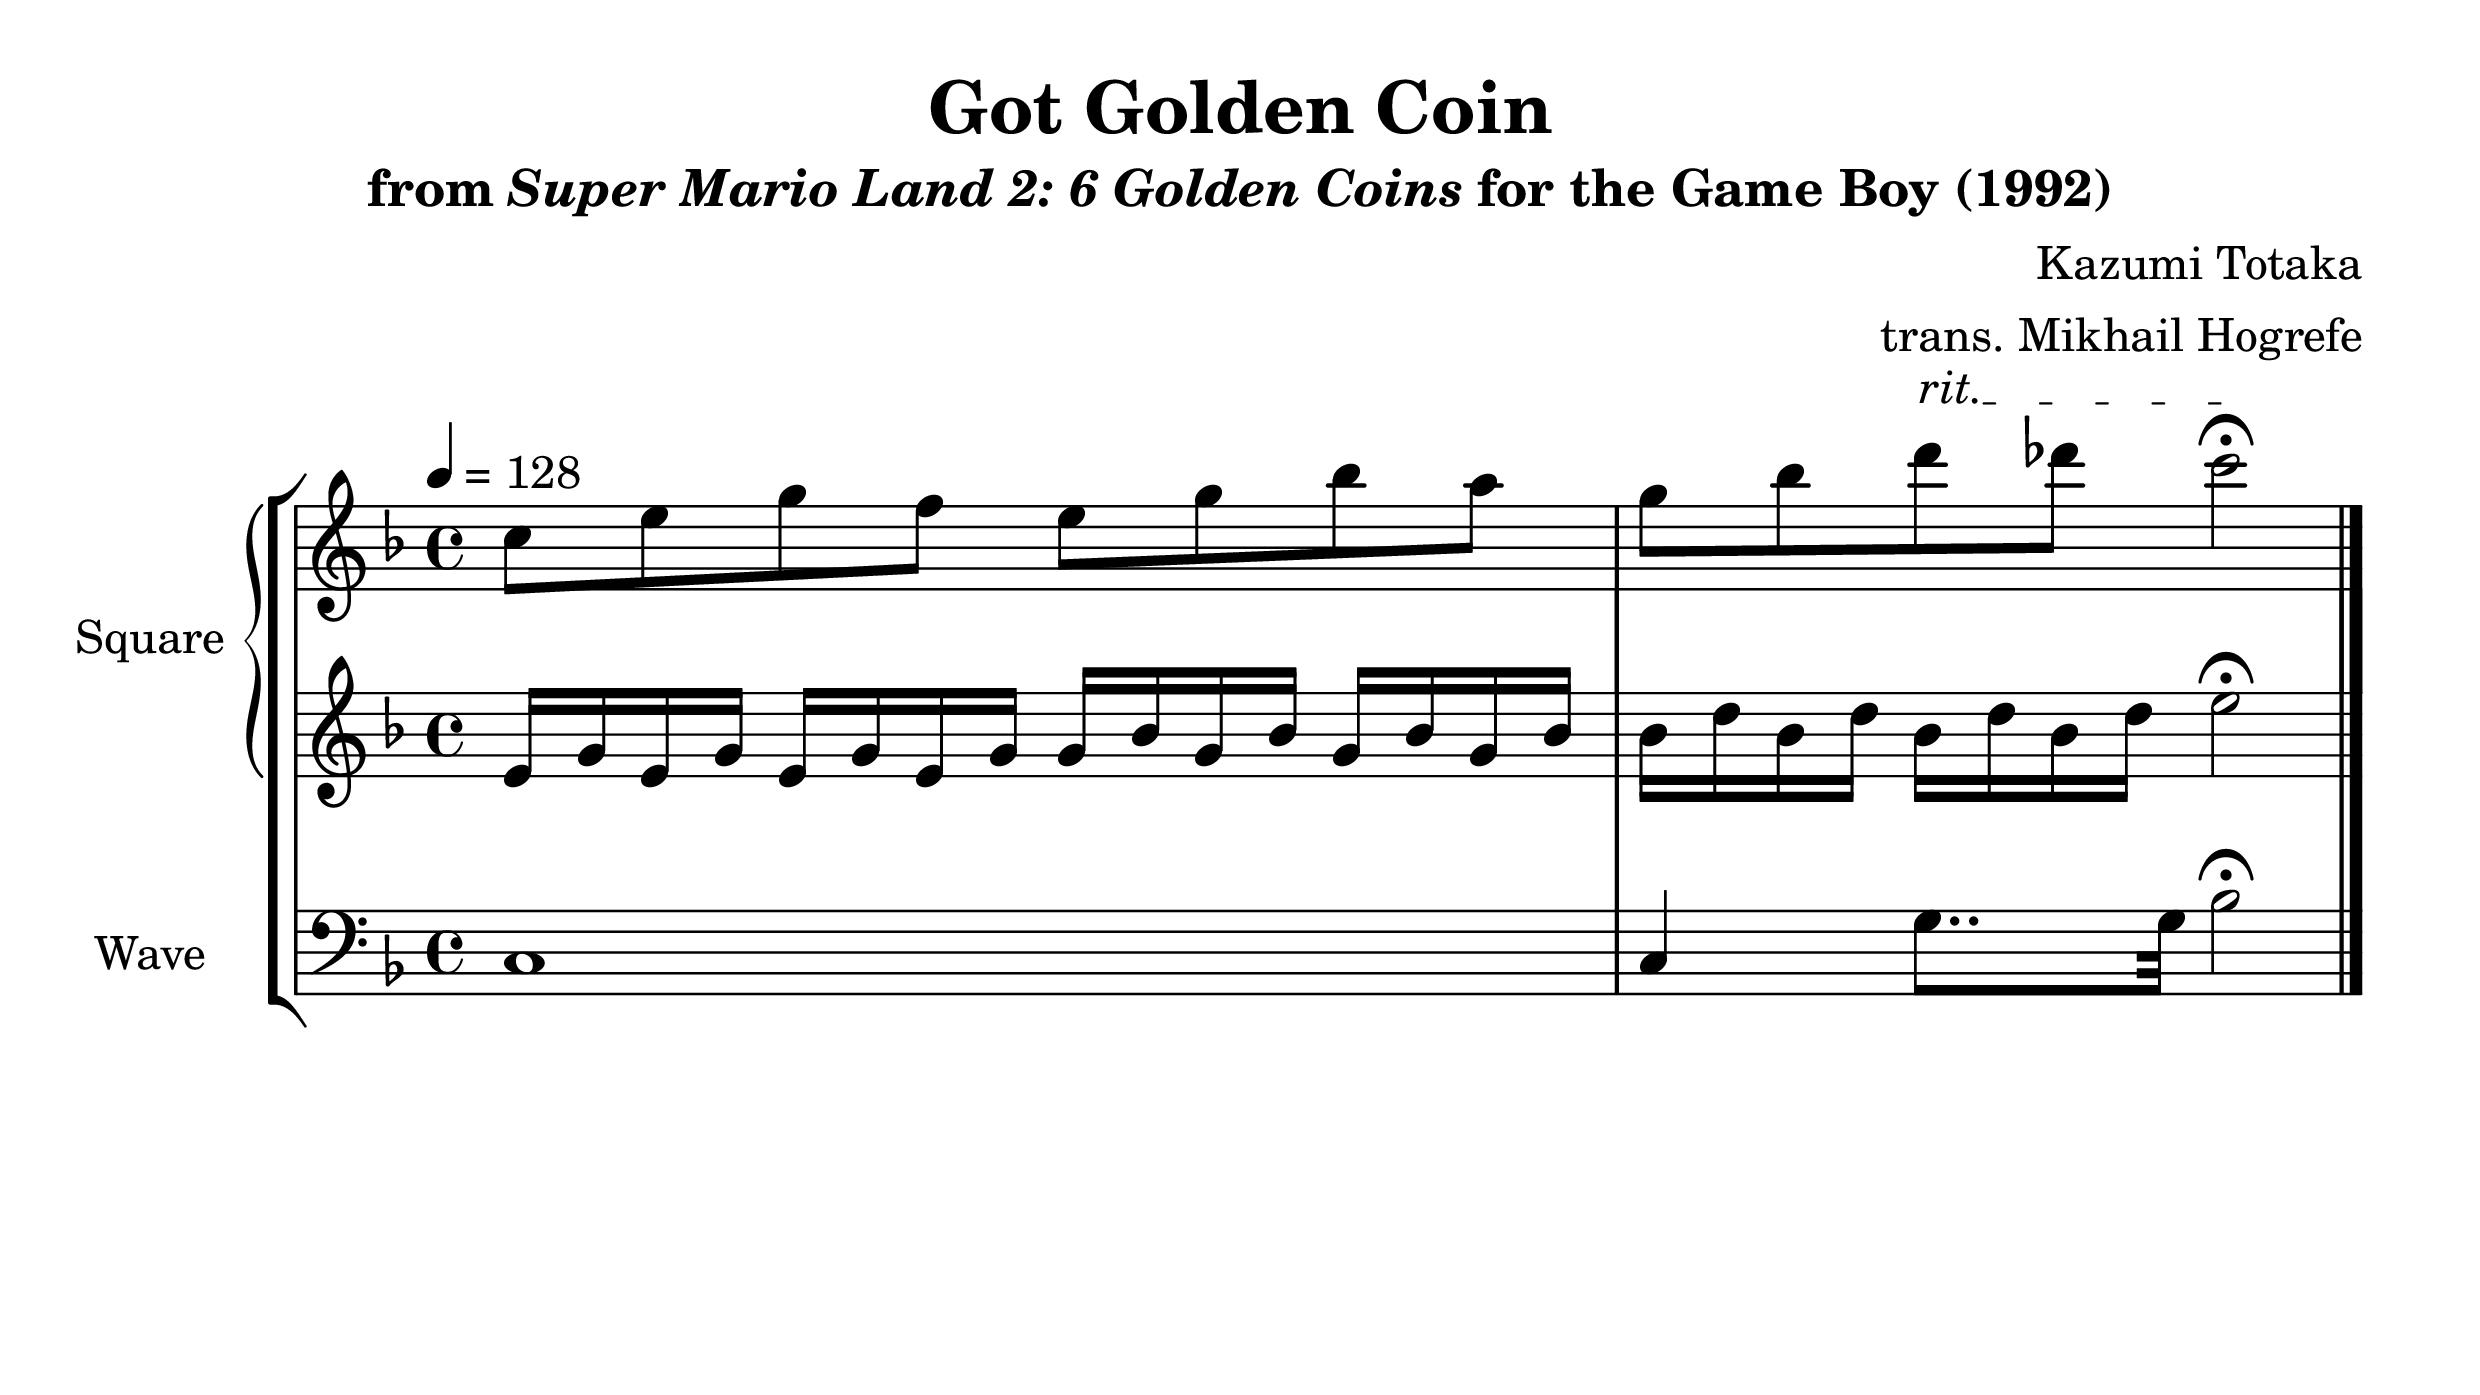 Got Golden Coin
from Super Mario Land 2: 6 Golden Coins for the Game Boy (1992)
Kazumi Totaka
trans. Mikhail Hogrefe
rit.
= 128
Square
Wave